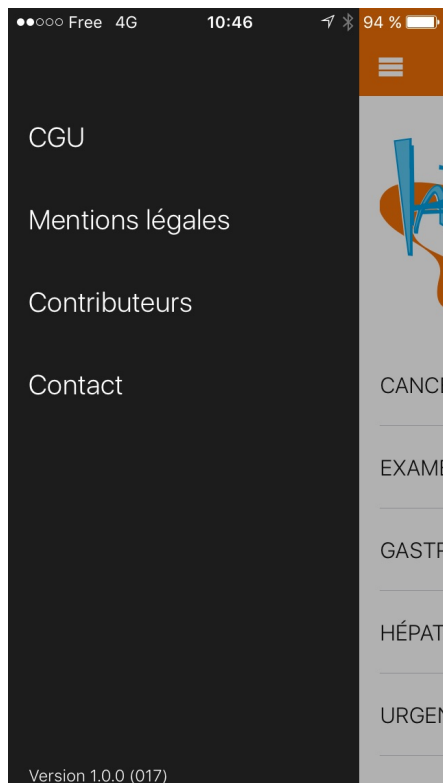 Free 4G 10:46 94 %
CGU
Mentions légales
Contributeurs
Contact
CANC
EXAM
GASTR
HÉPAT
URGEN
Version 1.0.0 (017)